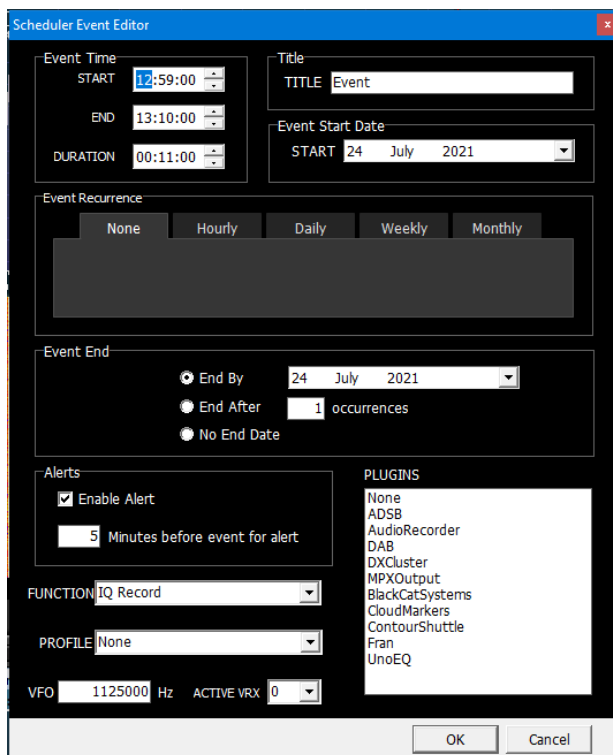 Scheduler Event Editor
x
Event Time
START 12:59:00
END 13:10:00
DURATION 00:11:00
Title
TITLE Event
Event Start Date
START 24 July 2021
Event Recurrence
None Hourly Daily Weekly Monthly
Event End
End By 24 July 2021
End After 1 occurrences
No End Date
Alerts
Enable Alert
5 Minutes before event for alert
PLUGINS
None
ADSB
AudioRecorder
DAB
DXCluster
MPXOutput
BlackCatSystems
CloudMarkers
ContourShuttle
Fran
UnoEQ
FUNCTION IQ Record
PROFILE None
VFO 1125000 Hz ACTIVE VRX 0
OK Cancel